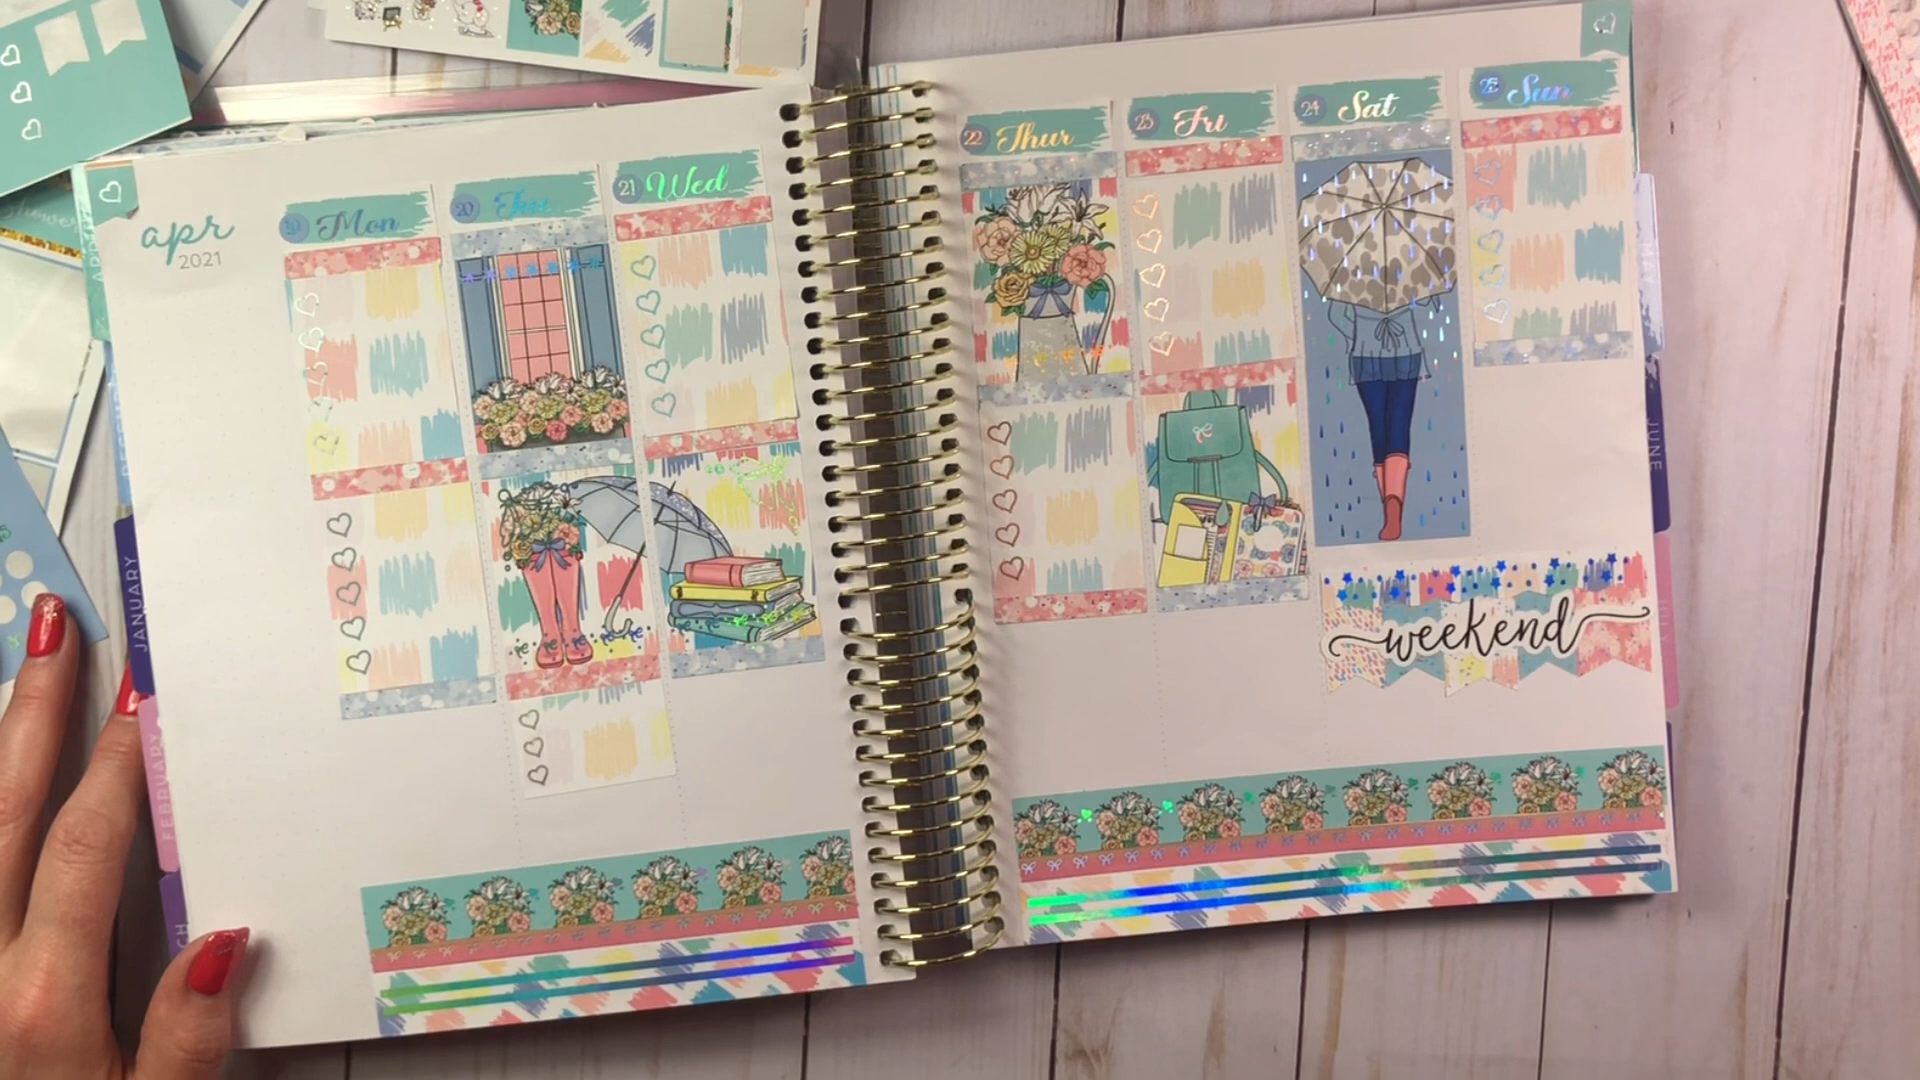 apr
2021
19 Mon
20 Tue
21 Wed
22 Thur
23 Fri
24 Sat
25 Sun
weekend
JANUARY
FEBRUARY
JUNE